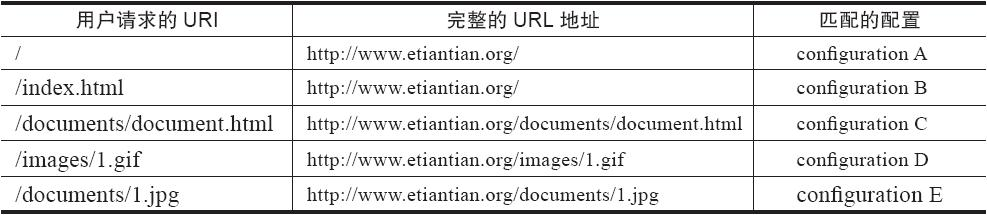 用户请求的 URI 完整的 URL 地址 匹配的配置
/ http://www.etiantian.org/ configuration A
/index.html http://www.etiantian.org/ configuration B
/documents/document.html http://www.etiantian.org/documents/document.html configuration C
/images/1.gif http://www.etiantian.org/images/1.gif configuration D
/documents/1.jpg http://www.etiantian.org/documents/1.jpg configuration E